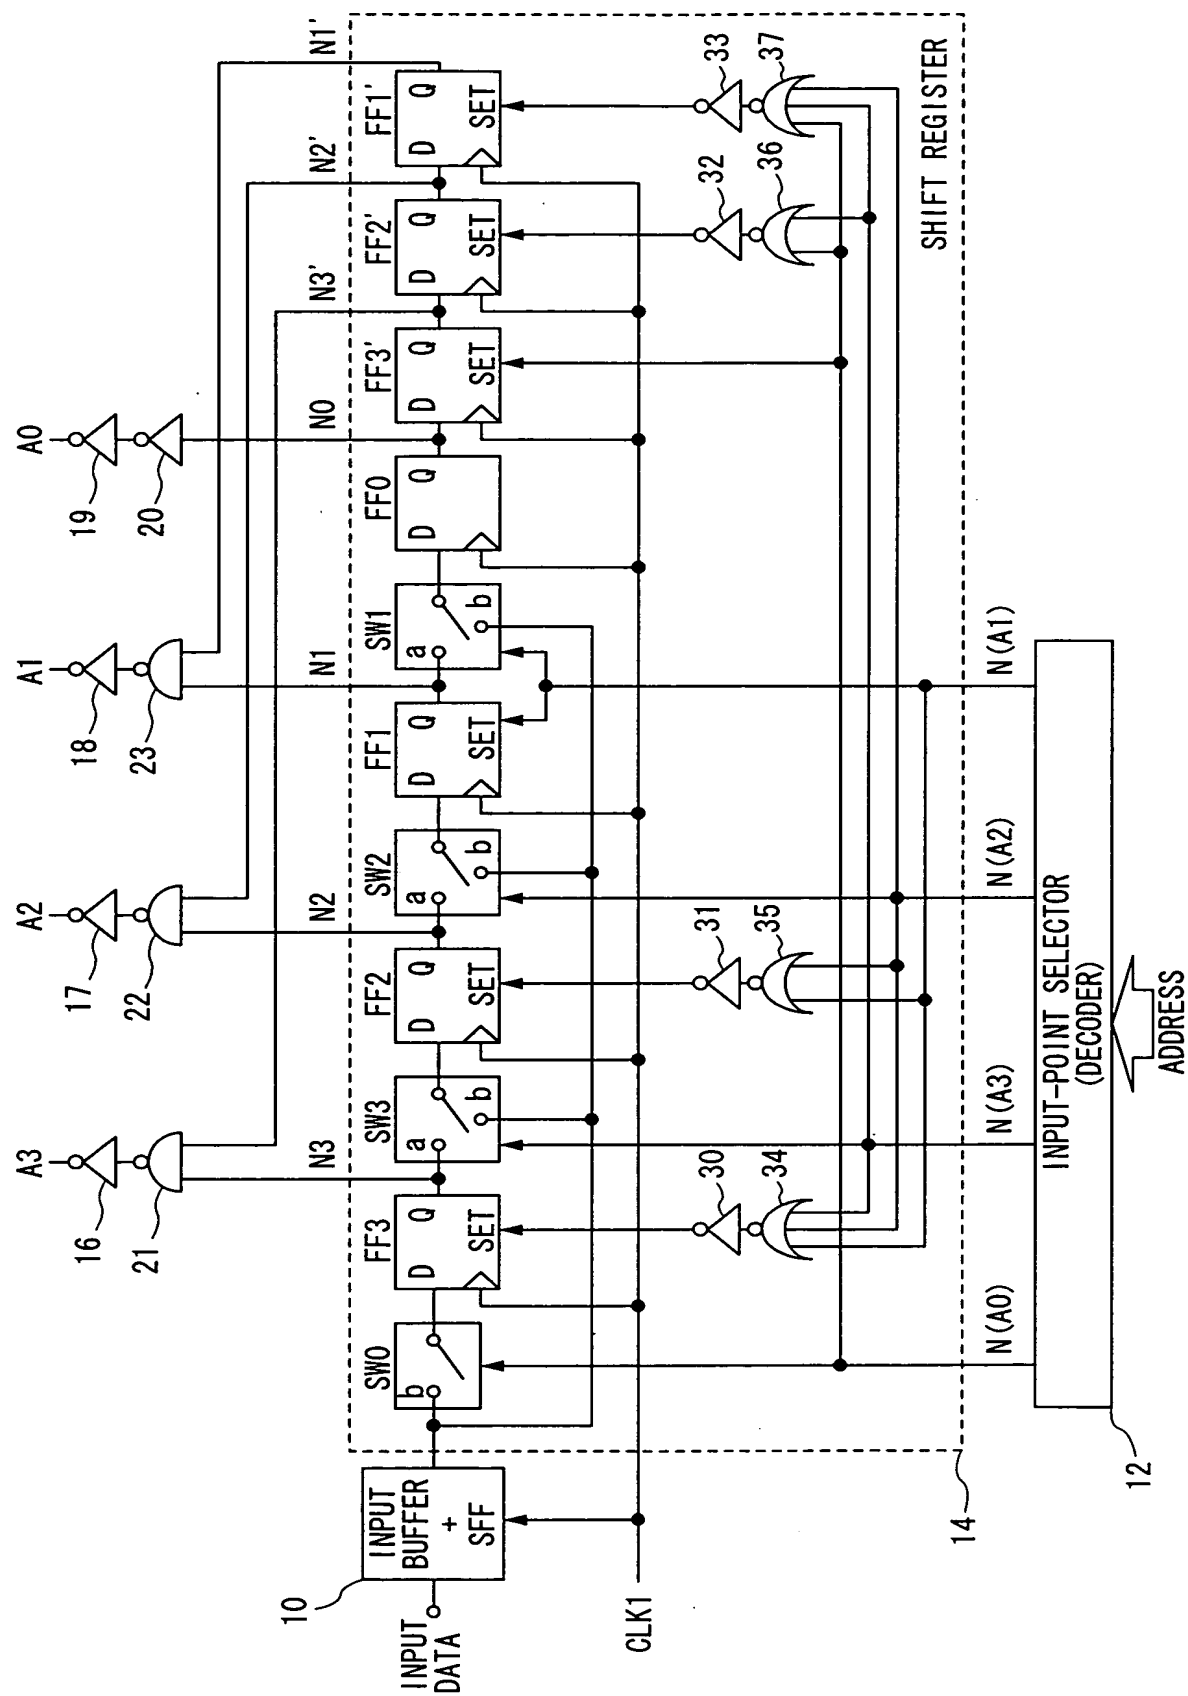 A3
A2
A1
A0
16
21
17
22
18
23
19
20
N3
N2
N1
N0
N3'
N2'
N1'
10
INPUT
DATA
INPUT
BUFFER
+
SFF
SW0
b
FF3
D
Q
SET
SW3
a
b
FF2
D
Q
SET
SW2
a
b
FF1
D
Q
SET
SW1
a
b
FF0
D
Q
FF3'
D
Q
SET
FF2'
D
Q
SET
FF1'
D
Q
SET
CLK1
30
34
31
35
32
36
33
37
SHIFT REGISTER
14
N(A0)
N(A3)
N(A2)
N(A1)
INPUT-POINT SELECTOR
(DECODER)
12
ADDRESS